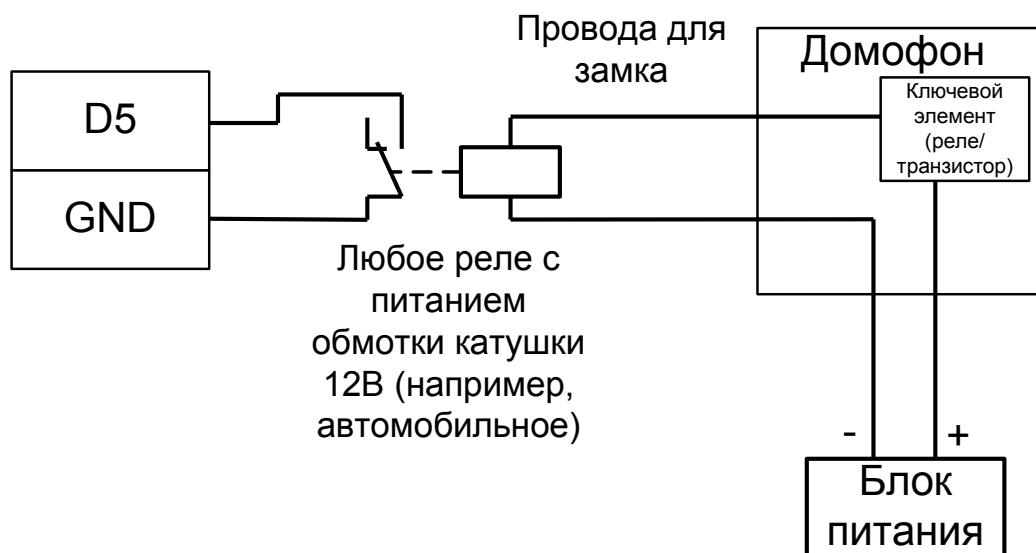 Провода для
замка
Домофон
Ключевой
элемент
(реле/
транзистор)
D5
GND
Любое реле с
питанием
обмотки катушки
12В (например,
автомобильное)
- +
Блок
питания